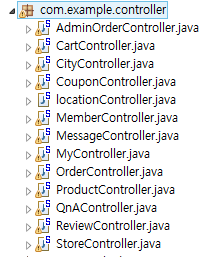 com.example.controller
AdminOrderController.java
CartController.java
CityController.java
CouponController.java
locationController.java
MemberController.java
MessageController.java
MyController.java
OrderController.java
ProductController.java
QnAController.java
ReviewController.java
StoreController.java